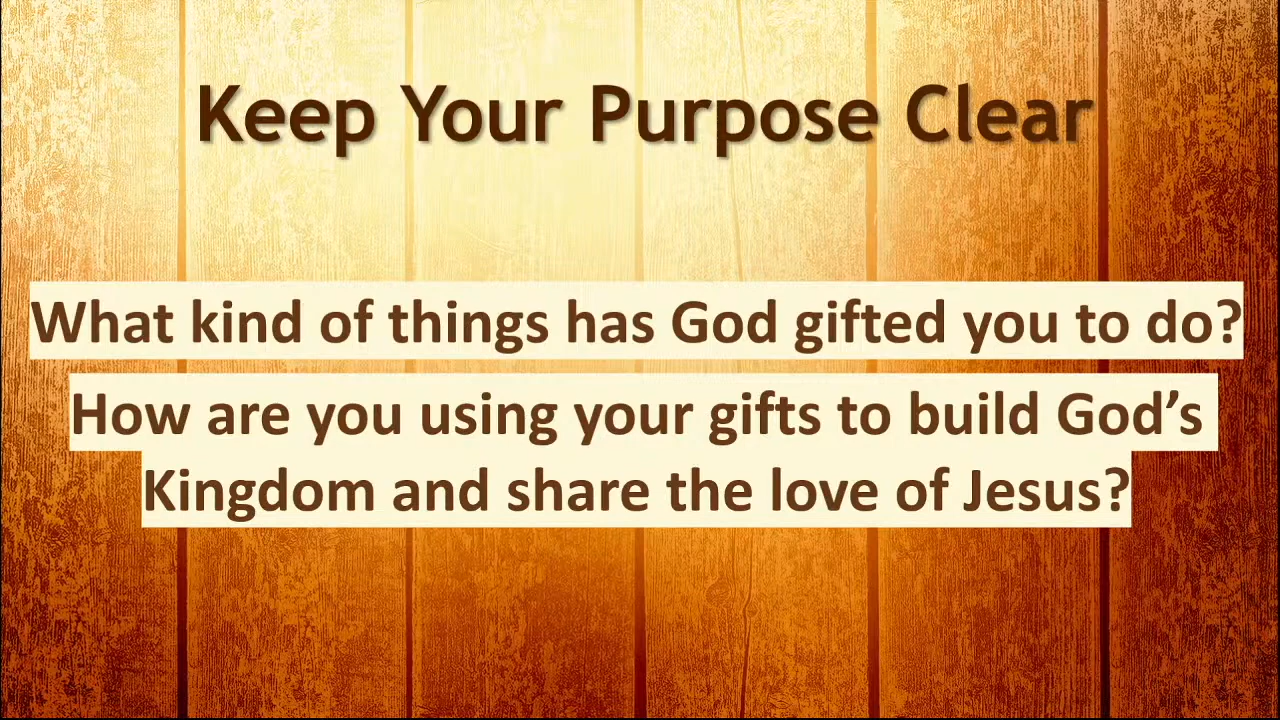 Keep Your Purpose Clear
What kind of things has God gifted you to do?
How are you using your gifts to build God’s
Kingdom and share the love of Jesus?